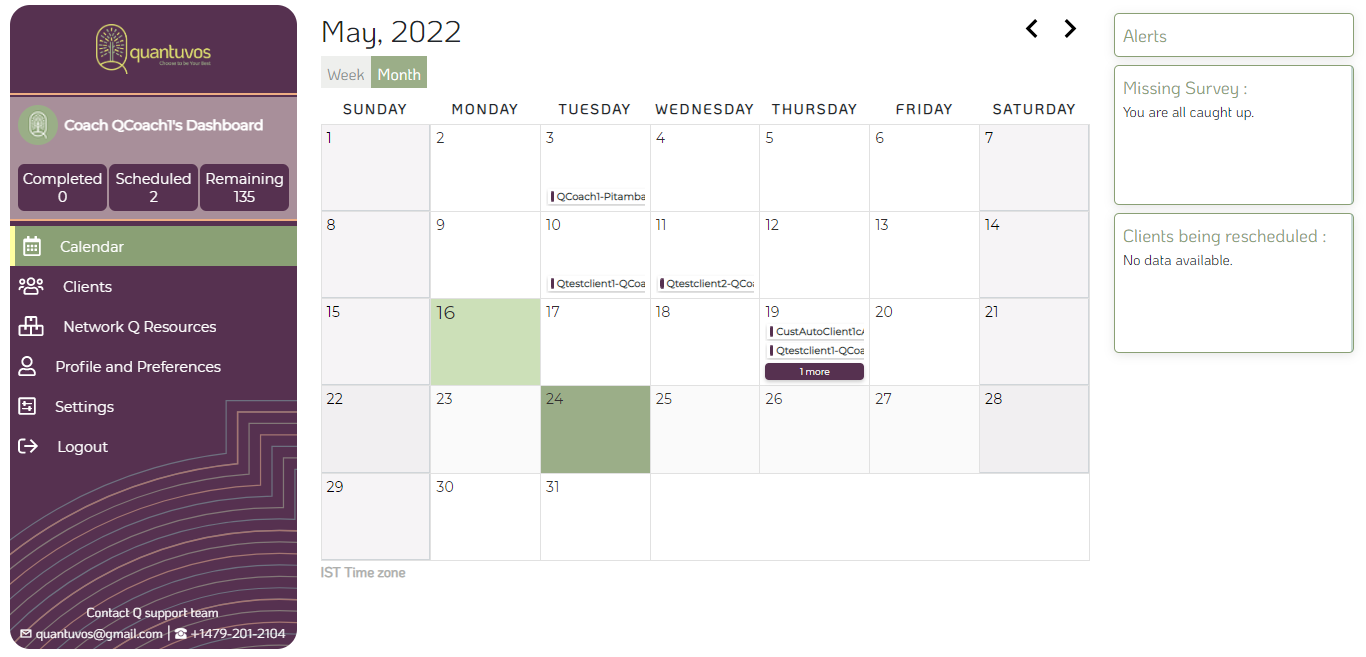 quantuvos
Choose to be Your Best
Coach QCoach1's Dashboard
Completed
0
Scheduled
2
Remaining
135
Calendar
Clients
Network Q Resources
Profile and Preferences
Settings
Logout
Contact Q support team
quantuvos@gmail.com | +1479-201-2104
May, 2022
Week Month
SUNDAY MONDAY TUESDAY WEDNESDAY THURSDAY FRIDAY SATURDAY
1 2 3 4 5 6 7
QCoach1-Pitamba
8 9 10 11 12 13 14
Qtestclient1-QCoa Qtestclient2-QCoa
15 16 17 18 19 20 21
CustAutoClient1cA
Qtestclient1-QCoa
1 more
22 23 24 25 26 27 28
29 30 31
IST Time zone
Alerts
Missing Survey :
You are all caught up.
Clients being rescheduled :
No data available.